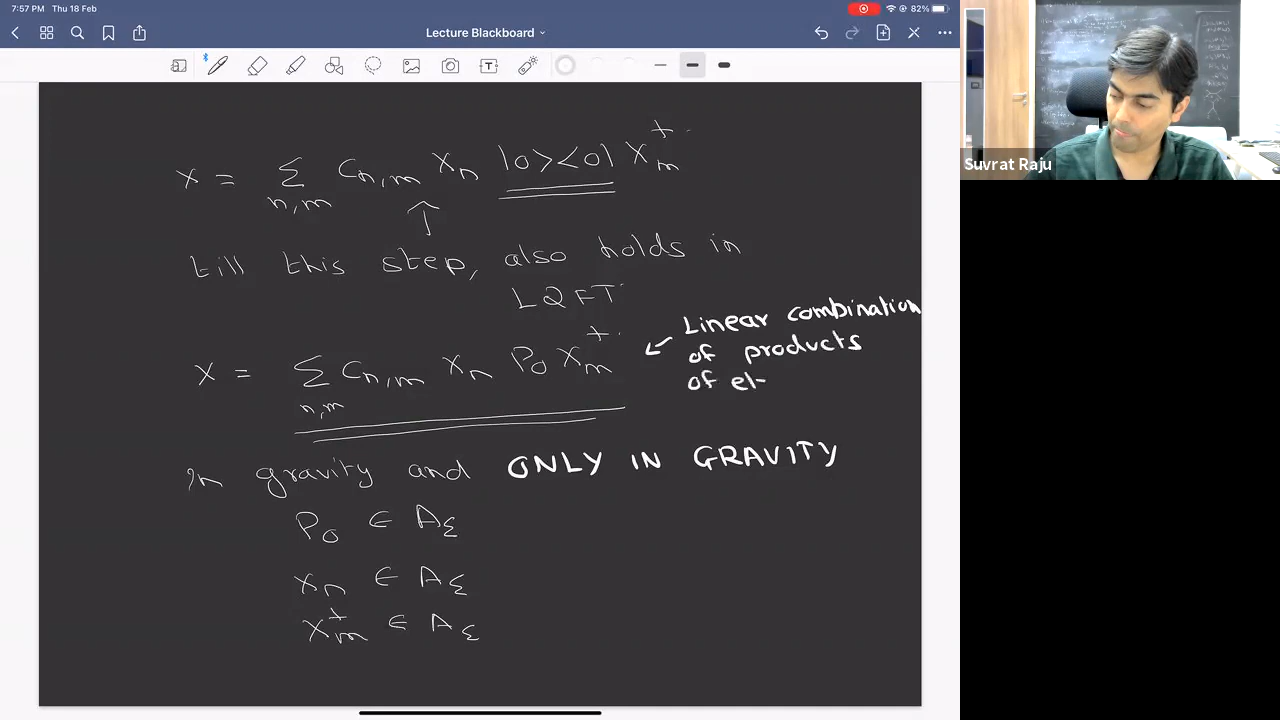 7:57 PM Thu 18 Feb
82%
Lecture Blackboard
X = Σ C_{n,m} X_n |0><0| X_m^†
n,m
↑
till this step, also holds in
LQFT
X = Σ C_{n,m} X_n P_0 X_m^†
n,m
← Linear combination
of products
of el-
In gravity and ONLY IN GRAVITY
P_0 ∈ A_ε
X_n ∈ A_ε
X_m^† ∈ A_ε
Suvrat Raju